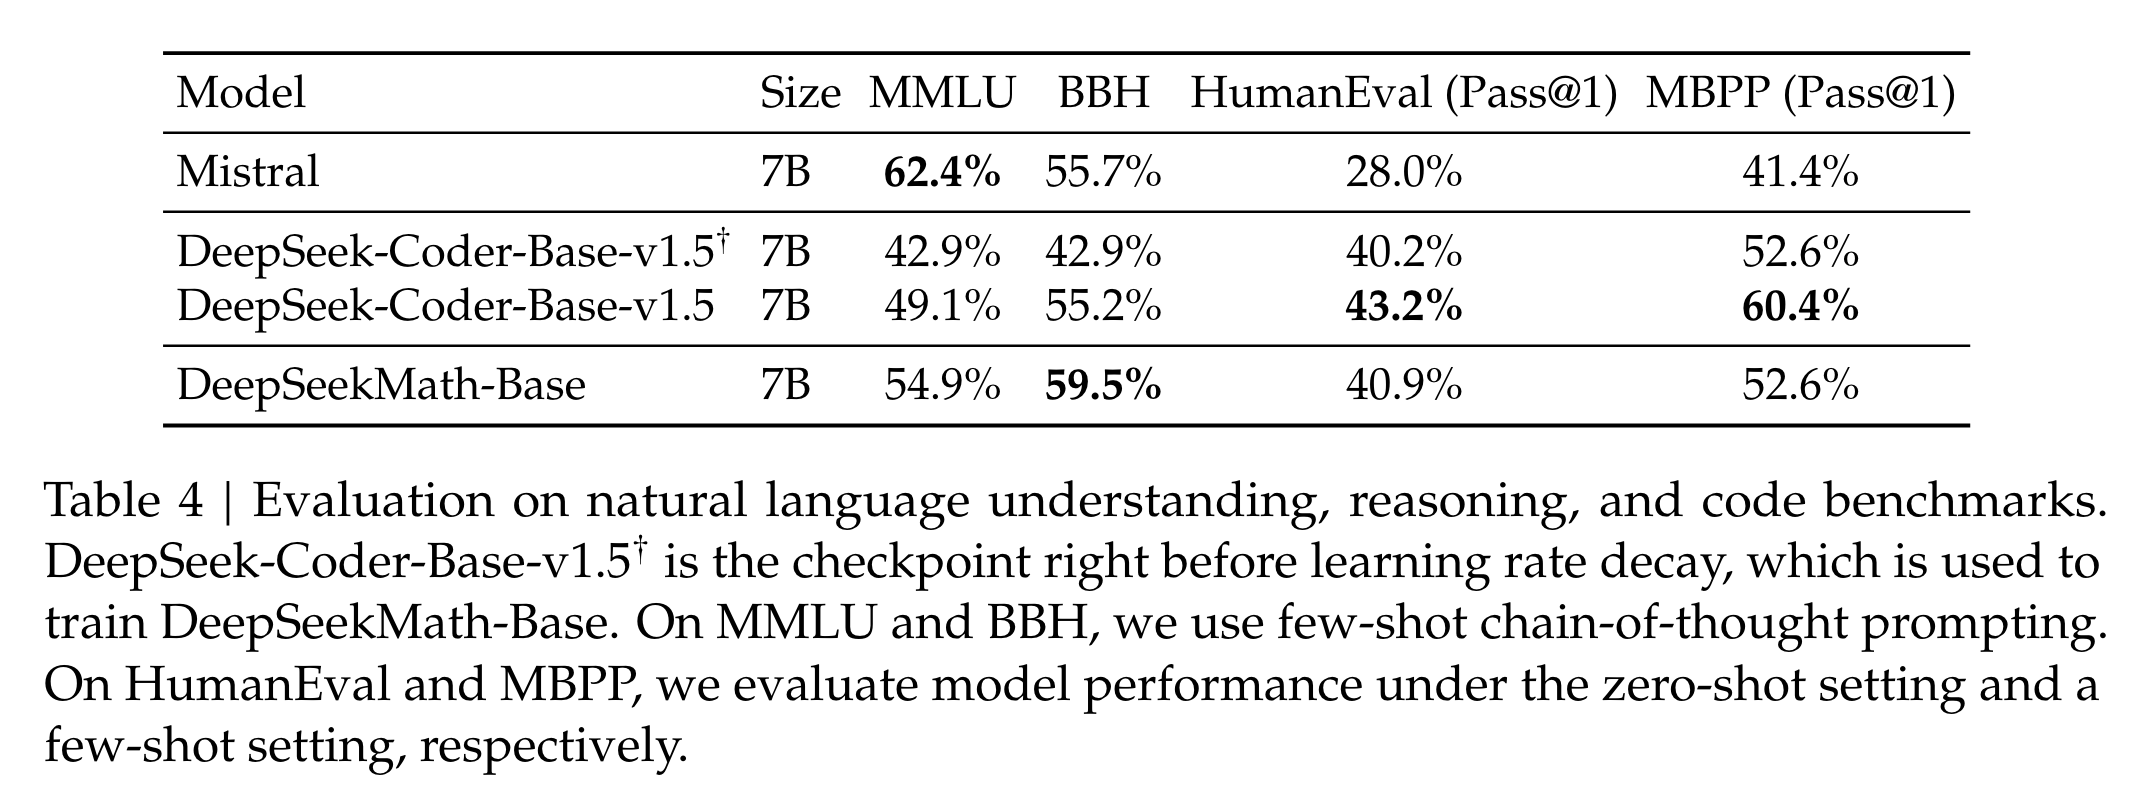 Model Size MMLU BBH HumanEval (Pass@1) MBPP (Pass@1)
Mistral 7B 62.4% 55.7% 28.0% 41.4%
DeepSeek-Coder-Base-v1.5† 7B 42.9% 42.9% 40.2% 52.6%
DeepSeek-Coder-Base-v1.5 7B 49.1% 55.2% 43.2% 60.4%
DeepSeekMath-Base 7B 54.9% 59.5% 40.9% 52.6%
Table 4 | Evaluation on natural language understanding, reasoning, and code benchmarks.
DeepSeek-Coder-Base-v1.5† is the checkpoint right before learning rate decay, which is used to
train DeepSeekMath-Base. On MMLU and BBH, we use few-shot chain-of-thought prompting.
On HumanEval and MBPP, we evaluate model performance under the zero-shot setting and a
few-shot setting, respectively.